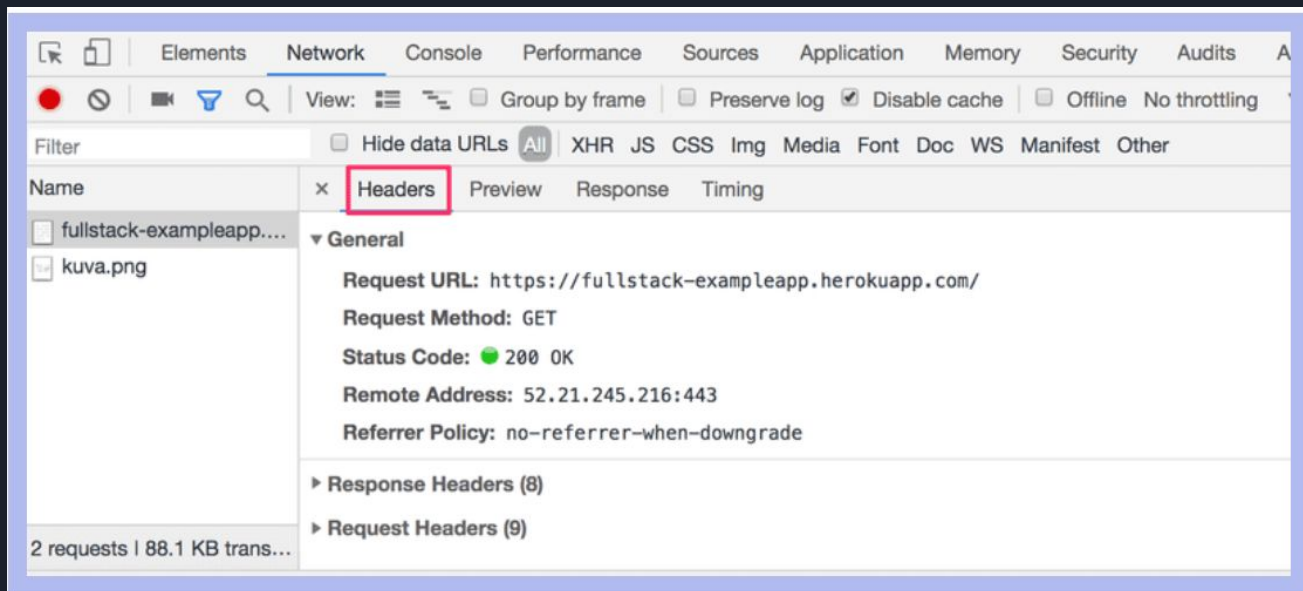 Elements Network Console Performance Sources Application Memory Security Audits A
View: Group by frame Preserve log Disable cache Offline No throttling
Filter Hide data URLs All XHR JS CSS Img Media Font Doc WS Manifest Other
Name × Headers Preview Response Timing
fullstack-exampleapp....
kuva.png
General
Request URL: https://fullstack-exampleapp.herokuapp.com/
Request Method: GET
Status Code: 200 OK
Remote Address: 52.21.245.216:443
Referrer Policy: no-referrer-when-downgrade
Response Headers (8)
Request Headers (9)
2 requests | 88.1 KB trans...